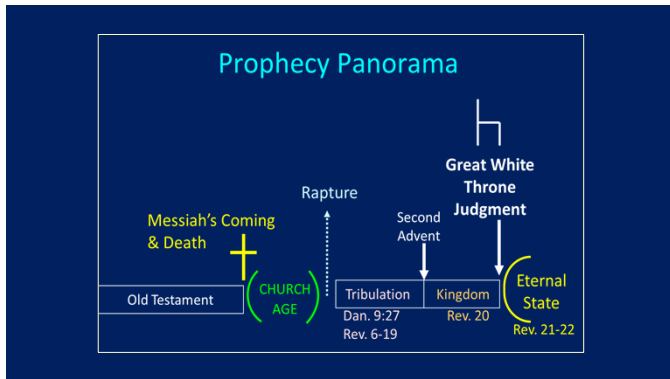 Prophecy Panorama
Great White
Throne
Judgment
Rapture
Messiah's Coming
& Death
Second
Advent
Old Testament
CHURCH
AGE
Tribulation
Kingdom
Eternal
State
Dan. 9:27
Rev. 6-19
Rev. 20
Rev. 21-22